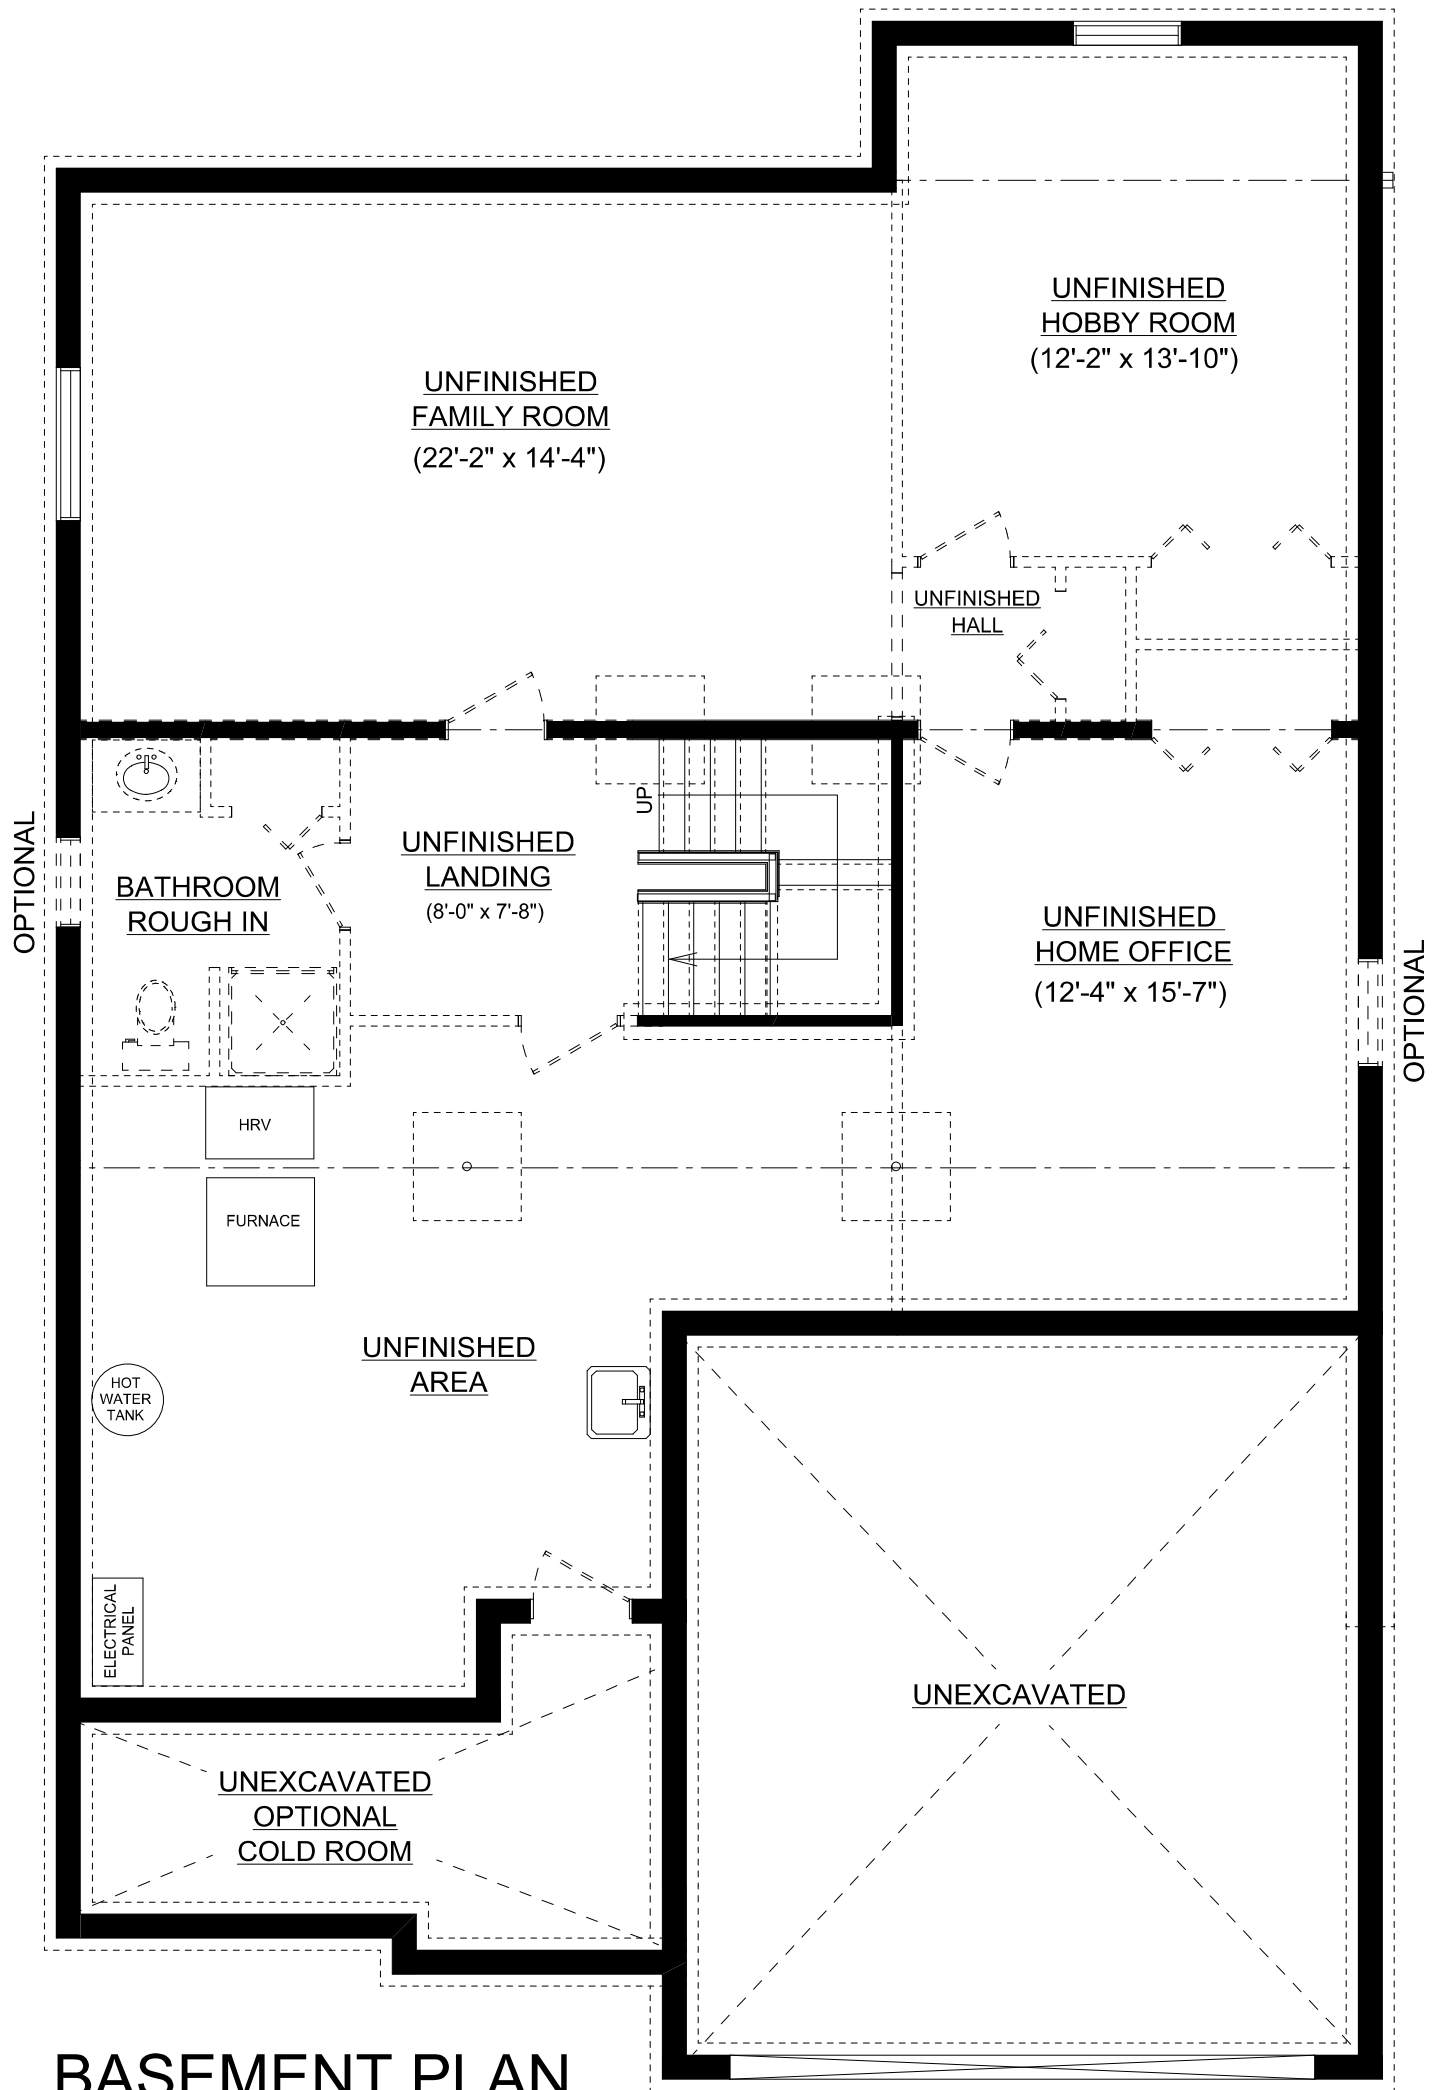 UNFINISHED
HOBBY ROOM
(12'-2" x 13'-10")
UNFINISHED
FAMILY ROOM
(22'-2" x 14'-4")
UNFINISHED
HALL
UP
OPTIONAL
UNFINISHED
LANDING
(8'-0" x 7'-8")
BATHROOM
ROUGH IN
UNFINISHED
HOME OFFICE
(12'-4" x 15'-7")
OPTIONAL
HRV
FURNACE
UNFINISHED
AREA
HOT
WATER
TANK
ELECTRICAL
PANEL
UNEXCAVATED
UNEXCAVATED
OPTIONAL
COLD ROOM
BASEMENT PLAN